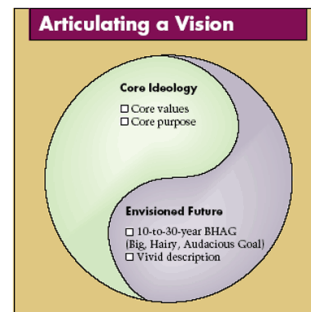 Articulating a Vision
Core Ideology
☐ Core values
☐ Core purpose
Envisioned Future
☐ 10-to-30-year BHAG
(Big, Hairy, Audacious Goal)
☐ Vivid description